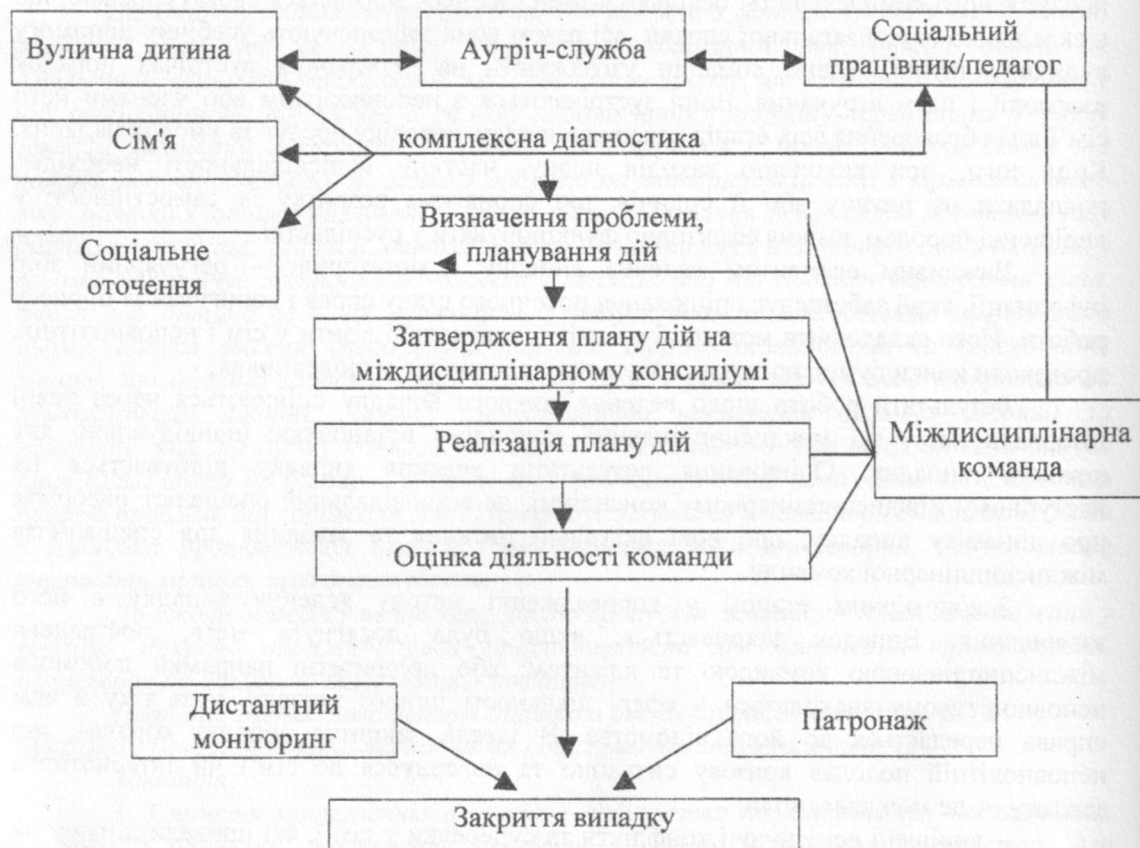 Вулична дитина
Аутріч-служба
Соціальний
працівник/педагог
Сім'я
комплексна діагностика
Соціальне
оточення
Визначення проблеми,
планування дій
Затвердження плану дій на
міждисциплінарному консиліумі
Реалізація плану дій
Міждисциплінарна
команда
Оцінка діяльності команди
Дистантний
моніторинг
Патронаж
Закриття випадку